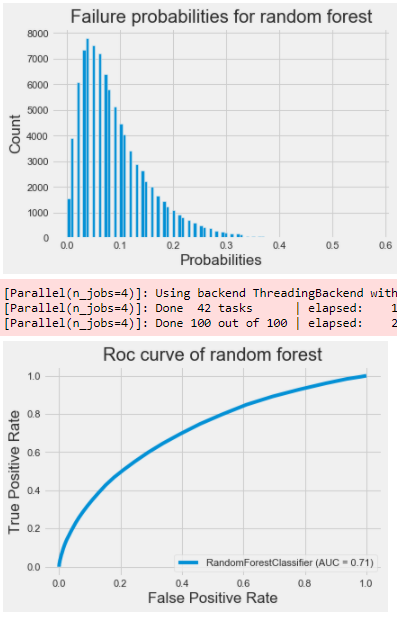 Failure probabilities for random forest
8000
7000
6000
5000
4000
3000
2000
1000
0
Count
0.0 0.1 0.2 0.3 0.4 0.5 0.6
Probabilities
[Parallel(n_jobs=4)]: Using backend ThreadingBackend with
[Parallel(n_jobs=4)]: Done  42 tasks      | elapsed:    1
[Parallel(n_jobs=4)]: Done 100 out of 100 | elapsed:    2
Roc curve of random forest
1.0
0.8
0.6
0.4
0.2
0.0
True Positive Rate
RandomForestClassifier (AUC = 0.71)
0.0 0.2 0.4 0.6 0.8 1.0
False Positive Rate